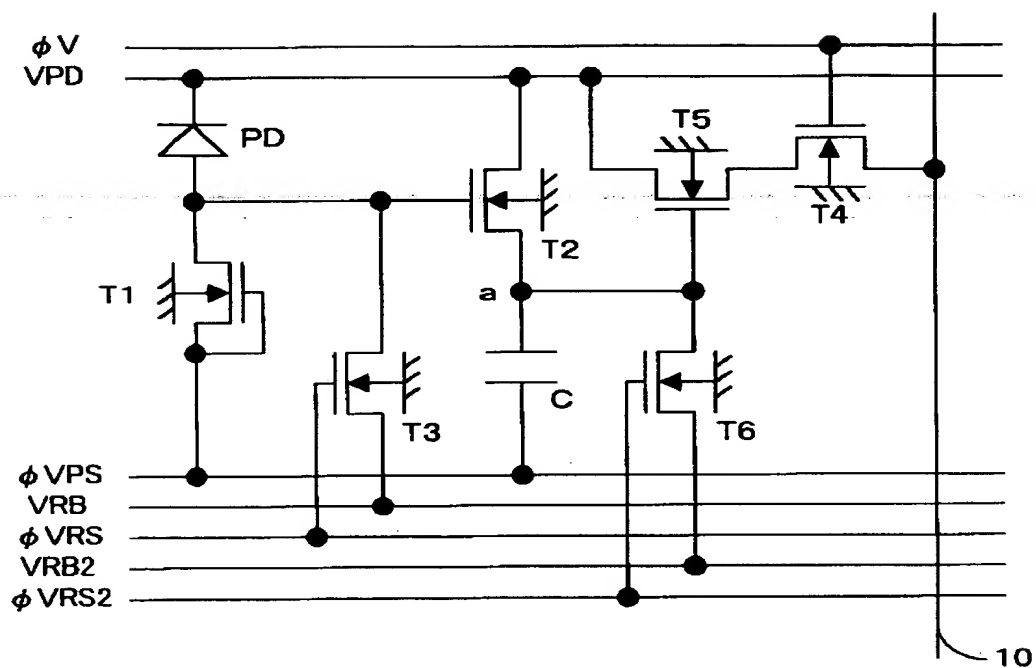 φV
VPD
PD
T5
T4
T2
T1
a
C
T3
T6
φVPS
VRB
φVRS
VRB2
φVRS2
10